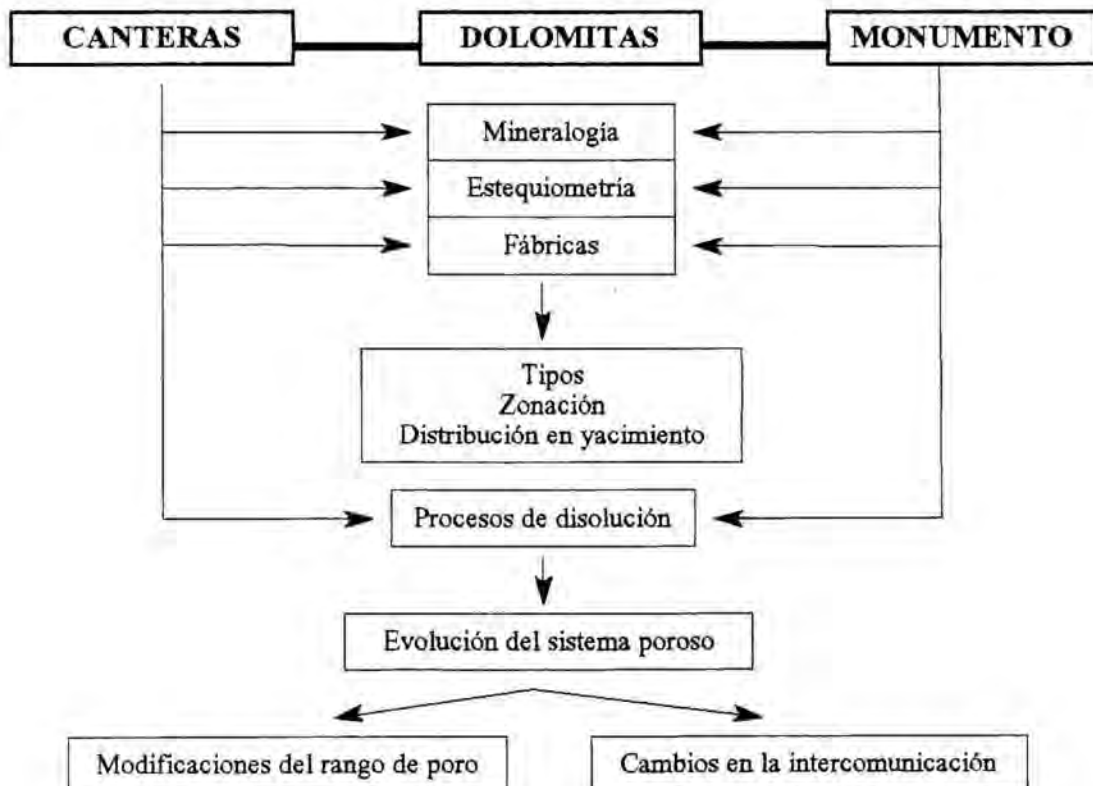 CANTERAS
DOLOMITAS
MONUMENTO
Mineralogía
Estequiometría
Fábricas
Tipos
Zonación
Distribución en yacimiento
Procesos de disolución
Evolución del sistema poroso
Modificaciones del rango de poro
Cambios en la intercomunicación